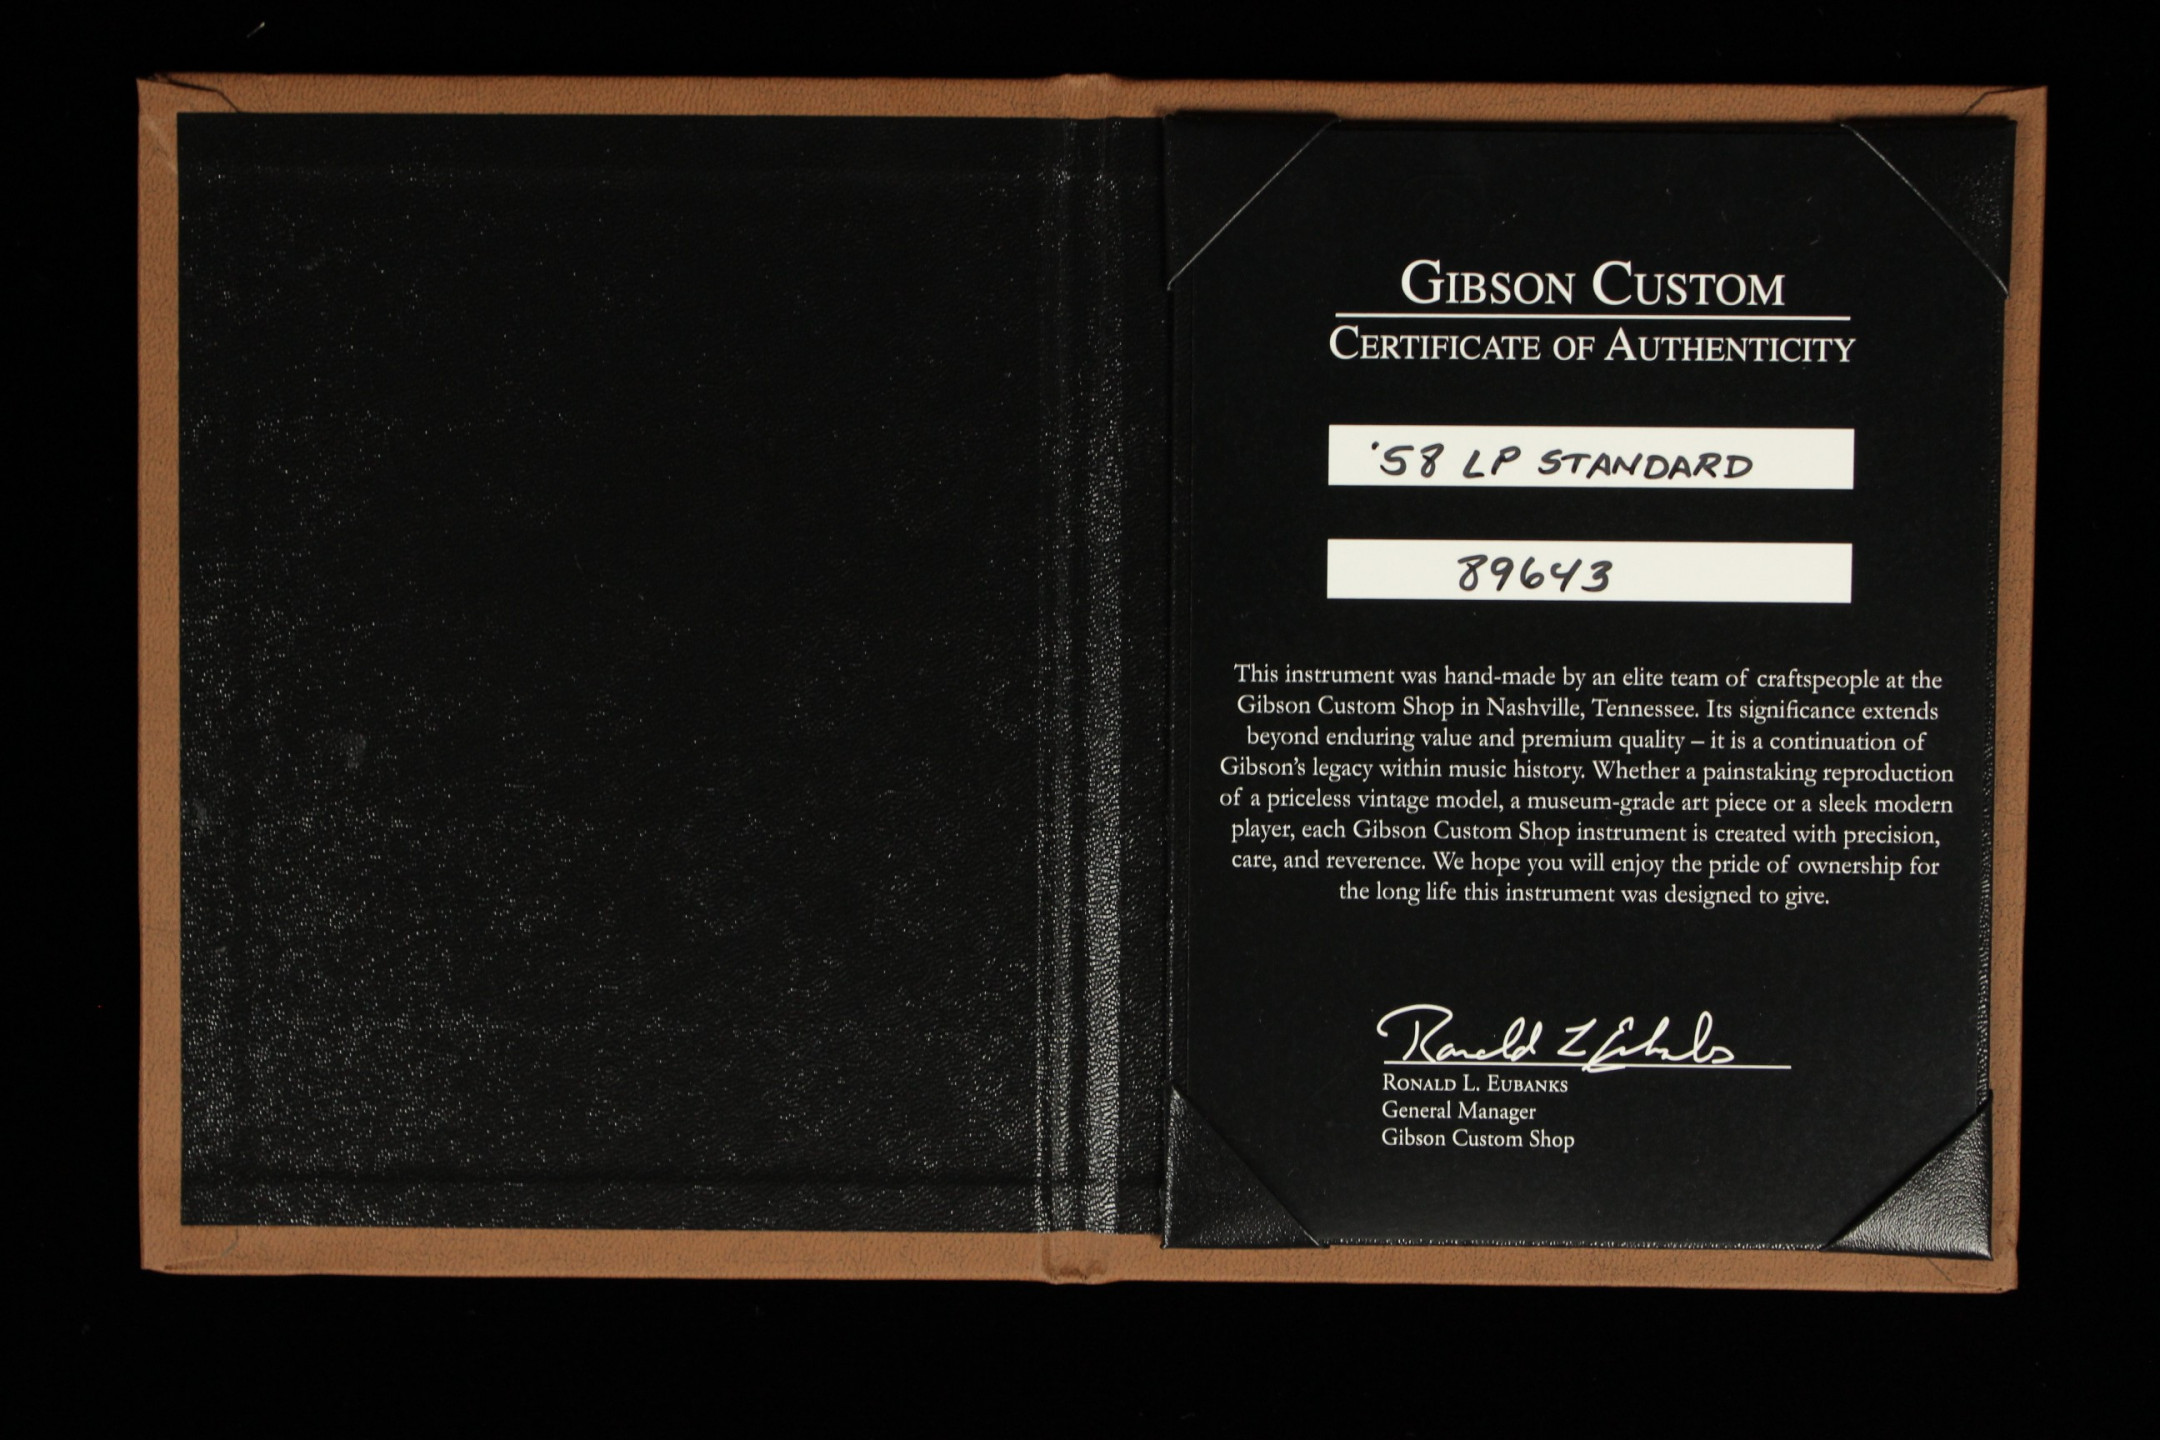 GIBSON CUSTOM
CERTIFICATE OF AUTHENTICITY
'58 LP STANDARD
89643
This instrument was hand-made by an elite team of craftspeople at the
Gibson Custom Shop in Nashville, Tennessee. Its significance extends
beyond enduring value and premium quality – it is a continuation of
Gibson's legacy within music history. Whether a painstaking reproduction
of a priceless vintage model, a museum-grade art piece or a sleek modern
player, each Gibson Custom Shop instrument is created with precision,
care, and reverence. We hope you will enjoy the pride of ownership for
the long life this instrument was designed to give.
Ronald L Eubanks
RONALD L. EUBANKS
General Manager
Gibson Custom Shop